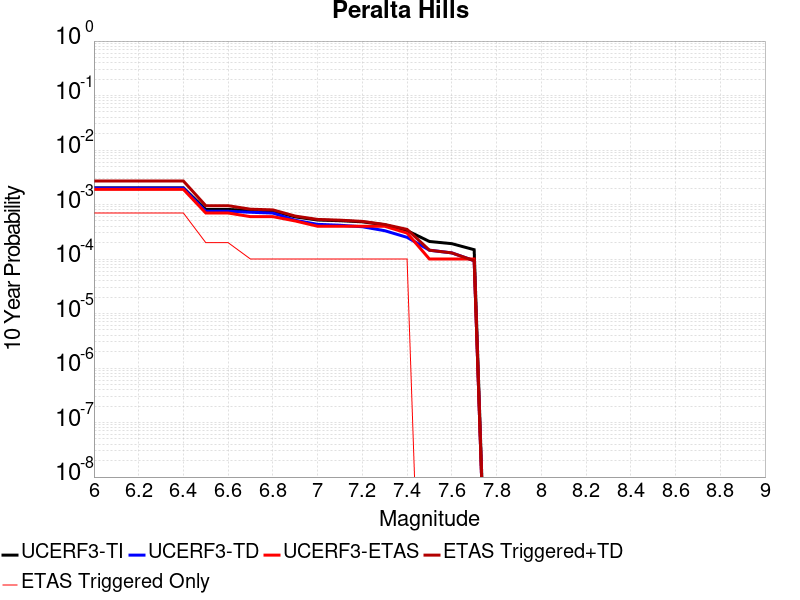 Peralta Hills
10 0
10 -1
10 -2
10 -3
10 -4
10 -5
10 -6
10 -7
10 -8
10 Year Probability
6 6.2 6.4 6.6 6.8 7 7.2 7.4 7.6 7.8 8 8.2 8.4 8.6 8.8 9
Magnitude
UCERF3-TI UCERF3-TD UCERF3-ETAS ETAS Triggered+TD
ETAS Triggered Only